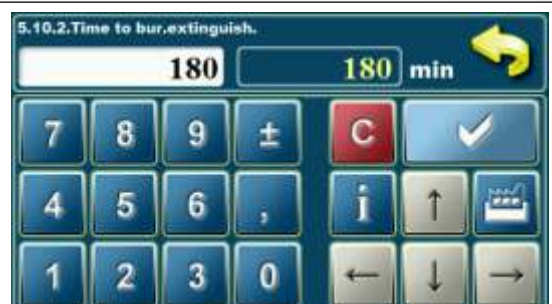 5.10.2.Time to bur.extinguish.
180 180 min
7 8 9 ± C
4 5 6 , i ↑
1 2 3 0 ← ↓ →